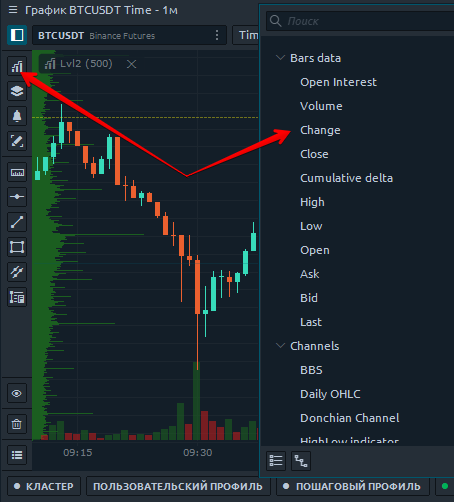 График BTCUSDT Time - 1м
BTCUSDT Binance Futures
Time
Lvl2 (500)
09:15
09:30
Поиск
Bars data
Open Interest
Volume
Change
Close
Cumulative delta
High
Low
Open
Ask
Bid
Last
Channels
BBS
Daily OHLC
Donchian Channel
HighLow indicator
КЛАСТЕР
ПОЛЬЗОВАТЕЛЬСКИЙ ПРОФИЛЬ
ПОШАГОВЫЙ ПРОФИЛЬ